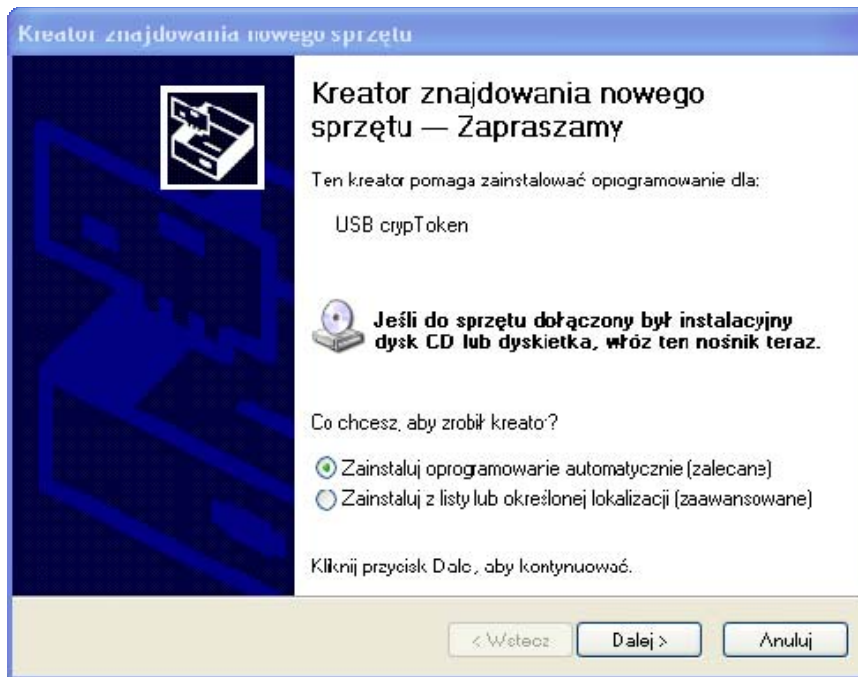 Kreator znajdowania nowego sprzętu
Kreator znajdowania nowego
sprzętu — Zapraszamy
Ten kreator pomaga zainstalować oprogramowanie dla:
USB crypToken
Jeśli do sprzętu dołączony był instalacyjny
dysk CD lub dyskietka, włóż ten nośnik teraz.
Co chcesz, aby zrobił kreator?
Zainstaluj oprogramowanie automatycznie (zalecane)
Zainstaluj z listy lub określonej lokalizacji (zaawansowane)
Kliknij przycisk Dalej, aby kontynuować.
< Wstecz
Dalej >
Anuluj